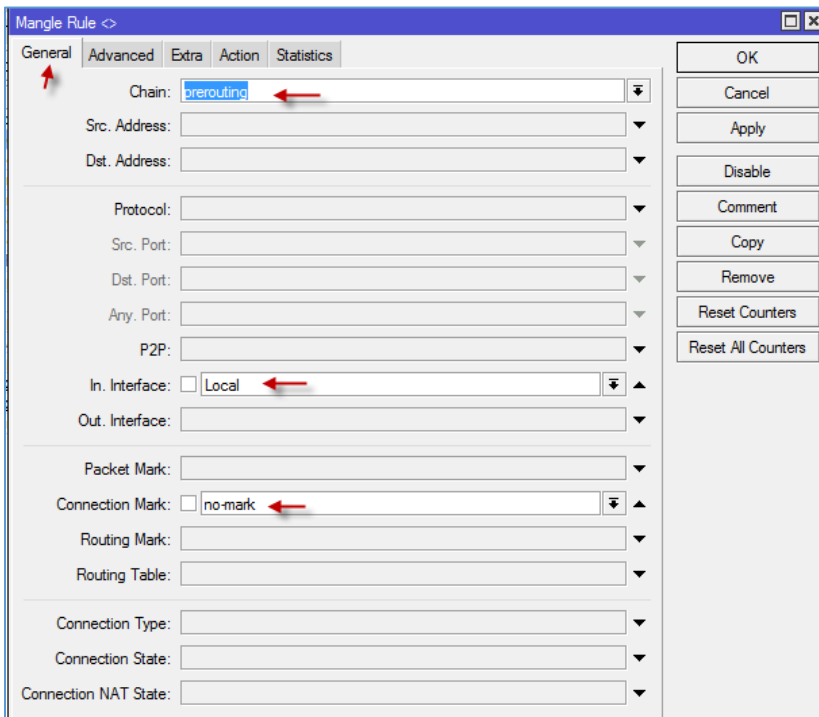 Mangle Rule <>
General Advanced Extra Action Statistics
Chain: prerouting
Src. Address:
Dst. Address:
Protocol:
Src. Port:
Dst. Port:
Any. Port:
P2P:
In. Interface: Local
Out. Interface:
Packet Mark:
Connection Mark: no-mark
Routing Mark:
Routing Table:
Connection Type:
Connection State:
Connection NAT State:
OK
Cancel
Apply
Disable
Comment
Copy
Remove
Reset Counters
Reset All Counters